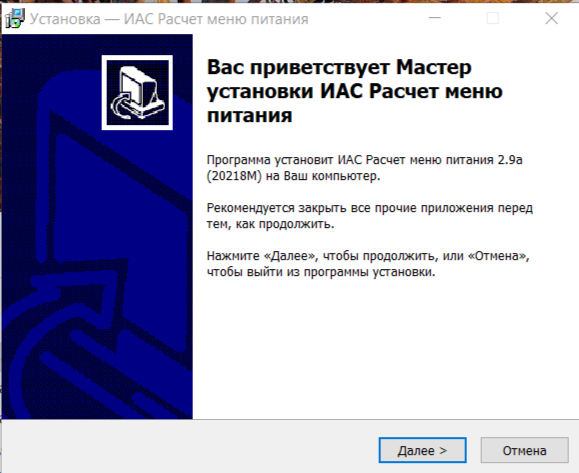 Установка — ИАС Расчет меню питания
Вас приветствует Мастер
установки ИАС Расчет меню
питания
Программа установит ИАС Расчет меню питания 2.9a
(20218M) на Ваш компьютер.
Рекомендуется закрыть все прочие приложения перед
тем, как продолжить.
Нажмите «Далее», чтобы продолжить, или «Отмена»,
чтобы выйти из программы установки.
Далее >
Отмена